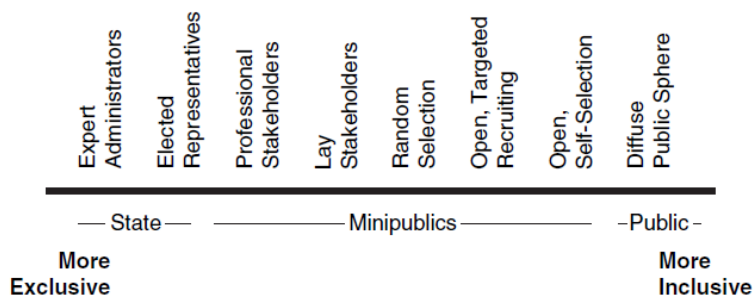 Expert
Administrators
Elected
Representatives
Professional
Stakeholders
Lay
Stakeholders
Random
Selection
Open, Targeted
Recruiting
Open,
Self-Selection
Diffuse
Public Sphere
State
Minipublics
Public
More
Exclusive
More
Inclusive